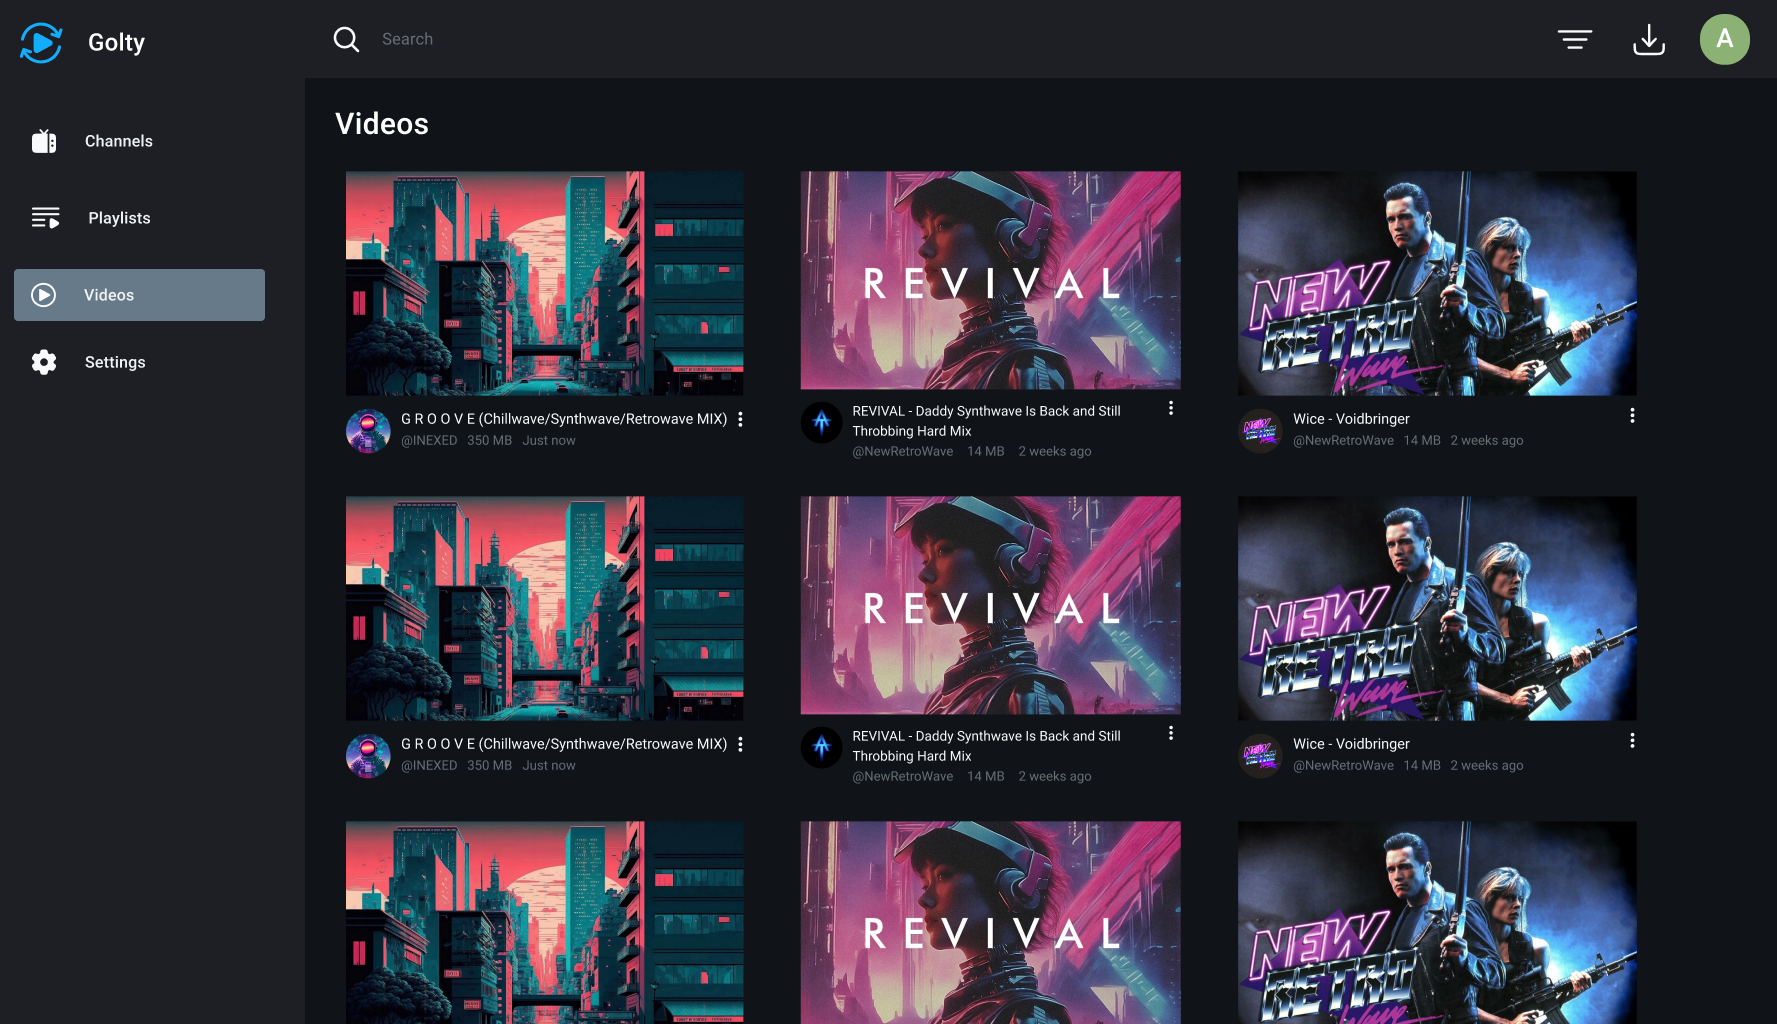 Golty
Search
A
Channels
Playlists
Videos
Settings
Videos
REVIVAL
NEW
RETRO
Wave
G R O O V E (Chillwave/Synthwave/Retrowave MIX)
@INEXED 350 MB Just now
REVIVAL - Daddy Synthwave Is Back and Still
Throbbing Hard Mix
@NewRetroWave 14 MB 2 weeks ago
Wice - Voidbringer
@NewRetroWave 14 MB 2 weeks ago
REVIVAL
NEW
RETRO
Wave
G R O O V E (Chillwave/Synthwave/Retrowave MIX)
@INEXED 350 MB Just now
REVIVAL - Daddy Synthwave Is Back and Still
Throbbing Hard Mix
@NewRetroWave 14 MB 2 weeks ago
Wice - Voidbringer
@NewRetroWave 14 MB 2 weeks ago
REVIVAL
NEW
RETRO
Wave